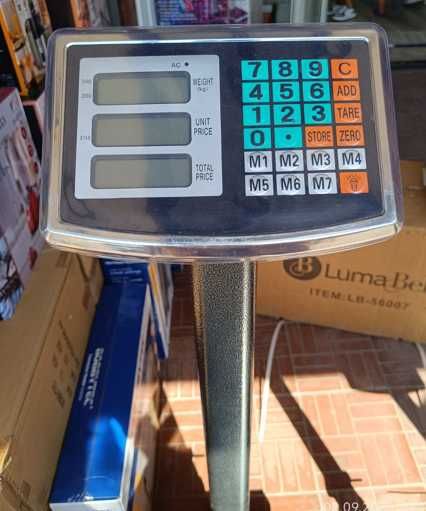 AC
WEIGHT
(kg)
UNIT
PRICE
TOTAL
PRICE
7 8 9 C
4 5 6 ADD
1 2 3 TARE
0 . STORE ZERO
M1 M2 M3 M4
M5 M6 M7
B LumaBe
ITEM: LB-56007